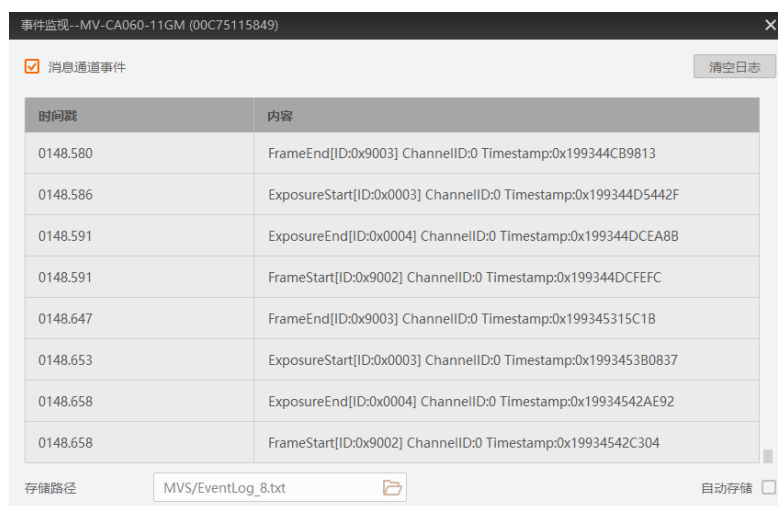 事件监视--MV-CA060-11GM (00C75115849)
消息通道事件
清空日志
时间戳 内容
0148.580 FrameEnd[ID:0x9003] ChannelID:0 Timestamp:0x199344CB9813
0148.586 ExposureStart[ID:0x0003] ChannelID:0 Timestamp:0x199344D5442F
0148.591 ExposureEnd[ID:0x0004] ChannelID:0 Timestamp:0x199344DCEA8B
0148.591 FrameStart[ID:0x9002] ChannelID:0 Timestamp:0x199344DCFEFC
0148.647 FrameEnd[ID:0x9003] ChannelID:0 Timestamp:0x199345315C1B
0148.653 ExposureStart[ID:0x0003] ChannelID:0 Timestamp:0x1993453B0837
0148.658 ExposureEnd[ID:0x0004] ChannelID:0 Timestamp:0x19934542AE92
0148.658 FrameStart[ID:0x9002] ChannelID:0 Timestamp:0x19934542C304
存储路径 MVS/EventLog_8.txt 自动存储